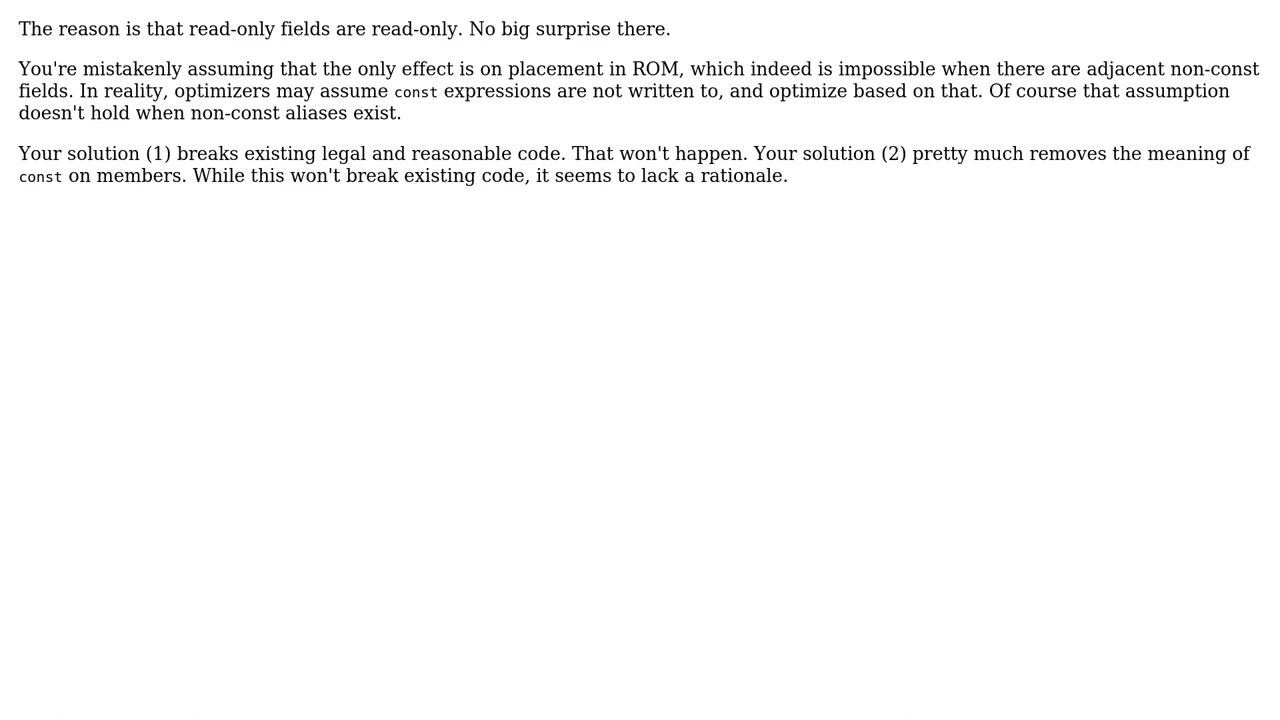 The reason is that read-only fields are read-only. No big surprise there.
You're mistakenly assuming that the only effect is on placement in ROM, which indeed is impossible when there are adjacent non-const
fields. In reality, optimizers may assume const expressions are not written to, and optimize based on that. Of course that assumption
doesn't hold when non-const aliases exist.
Your solution (1) breaks existing legal and reasonable code. That won't happen. Your solution (2) pretty much removes the meaning of
const on members. While this won't break existing code, it seems to lack a rationale.